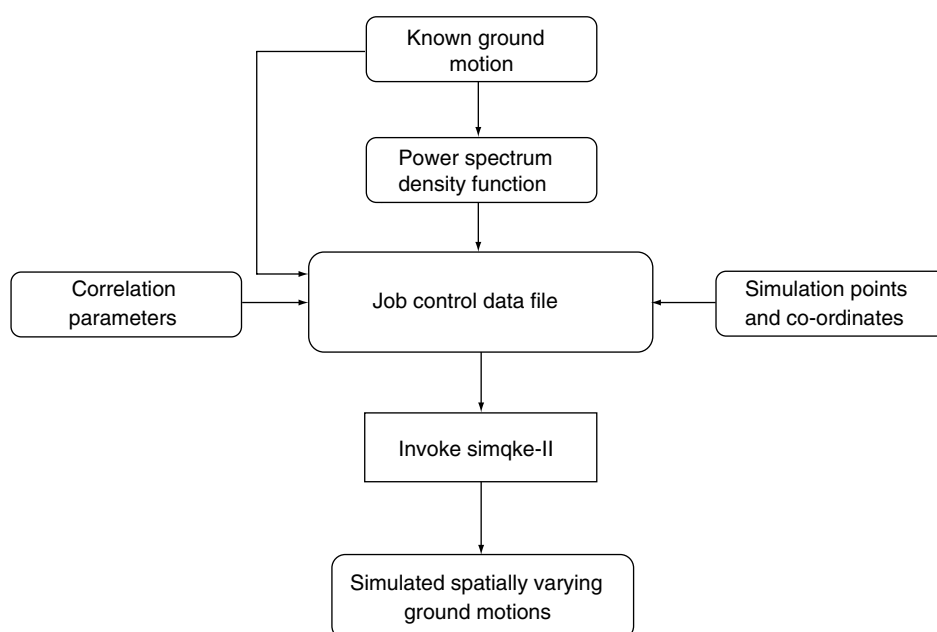 Known ground
motion
Power spectrum
density function
Correlation
parameters
Job control data file
Simulation points
and co-ordinates
Invoke simqke-II
Simulated spatially varying
ground motions